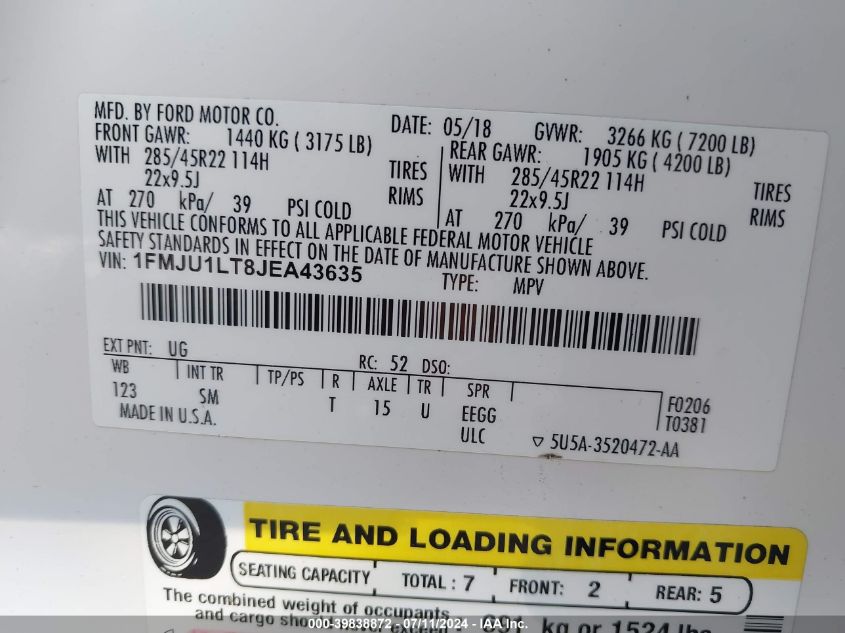 MFD. BY FORD MOTOR CO. DATE: 05/18 GVWR: 3266 KG ( 7200 LB)
FRONT GAWR: 1440 KG ( 3175 LB) REAR GAWR: 1905 KG ( 4200 LB)
WITH 285/45R22 114H TIRES WITH 285/45R22 114H TIRES
22x9.5J RIMS 22x9.5J RIMS
AT 270 kPa/ 39 PSI COLD AT 270 kPa/ 39 PSI COLD
THIS VEHICLE CONFORMS TO ALL APPLICABLE FEDERAL MOTOR VEHICLE
SAFETY STANDARDS IN EFFECT ON THE DATE OF MANUFACTURE SHOWN ABOVE.
VIN: 1FMJU1LT8JEA43635 TYPE: MPV
EXT PNT: UG RC: 52 DSO:
WB INT TR TP/PS R AXLE TR SPR
123 SM T 15 U EEGG F0206
MADE IN U.S.A. ULC T0381
5U5A-3520472-AA
TIRE AND LOADING INFORMATION
SEATING CAPACITY TOTAL : 7 FRONT: 2 REAR: 5
The combined weight of occupants
and cargo kg or 1524 lbs
000-39838872 - 07/11/2024 - IAA Inc.